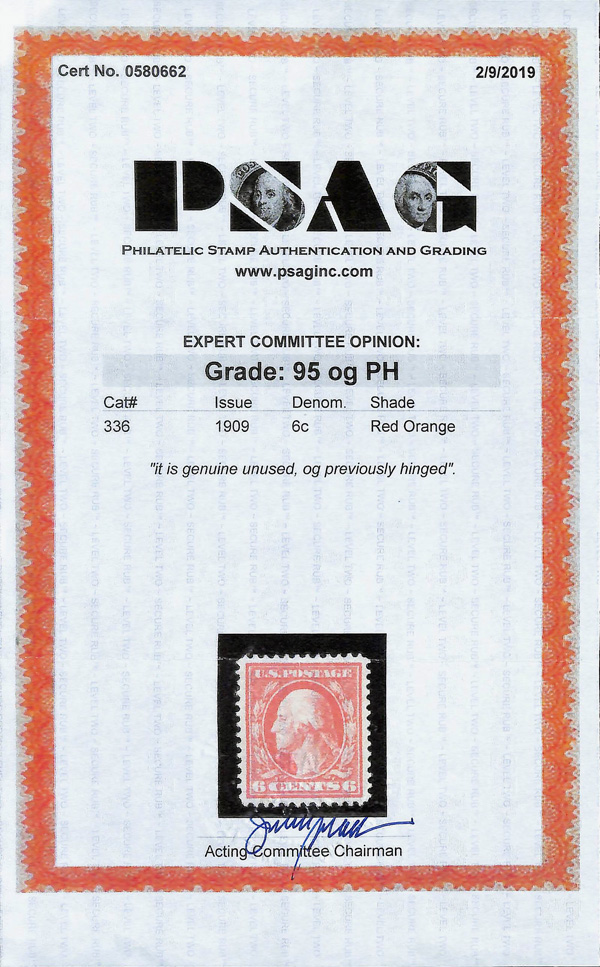 Cert No. 0580662 2/9/2019
PSAG
PHILATELIC STAMP AUTHENTICATION AND GRADING
www.psaginc.com
EXPERT COMMITTEE OPINION:
Grade: 95 og PH
Cat# Issue Denom. Shade
336 1909 6c Red Orange
"it is genuine unused, og previously hinged".
U.S. POSTAGE
6 CENTS 6
Acting Committee Chairman